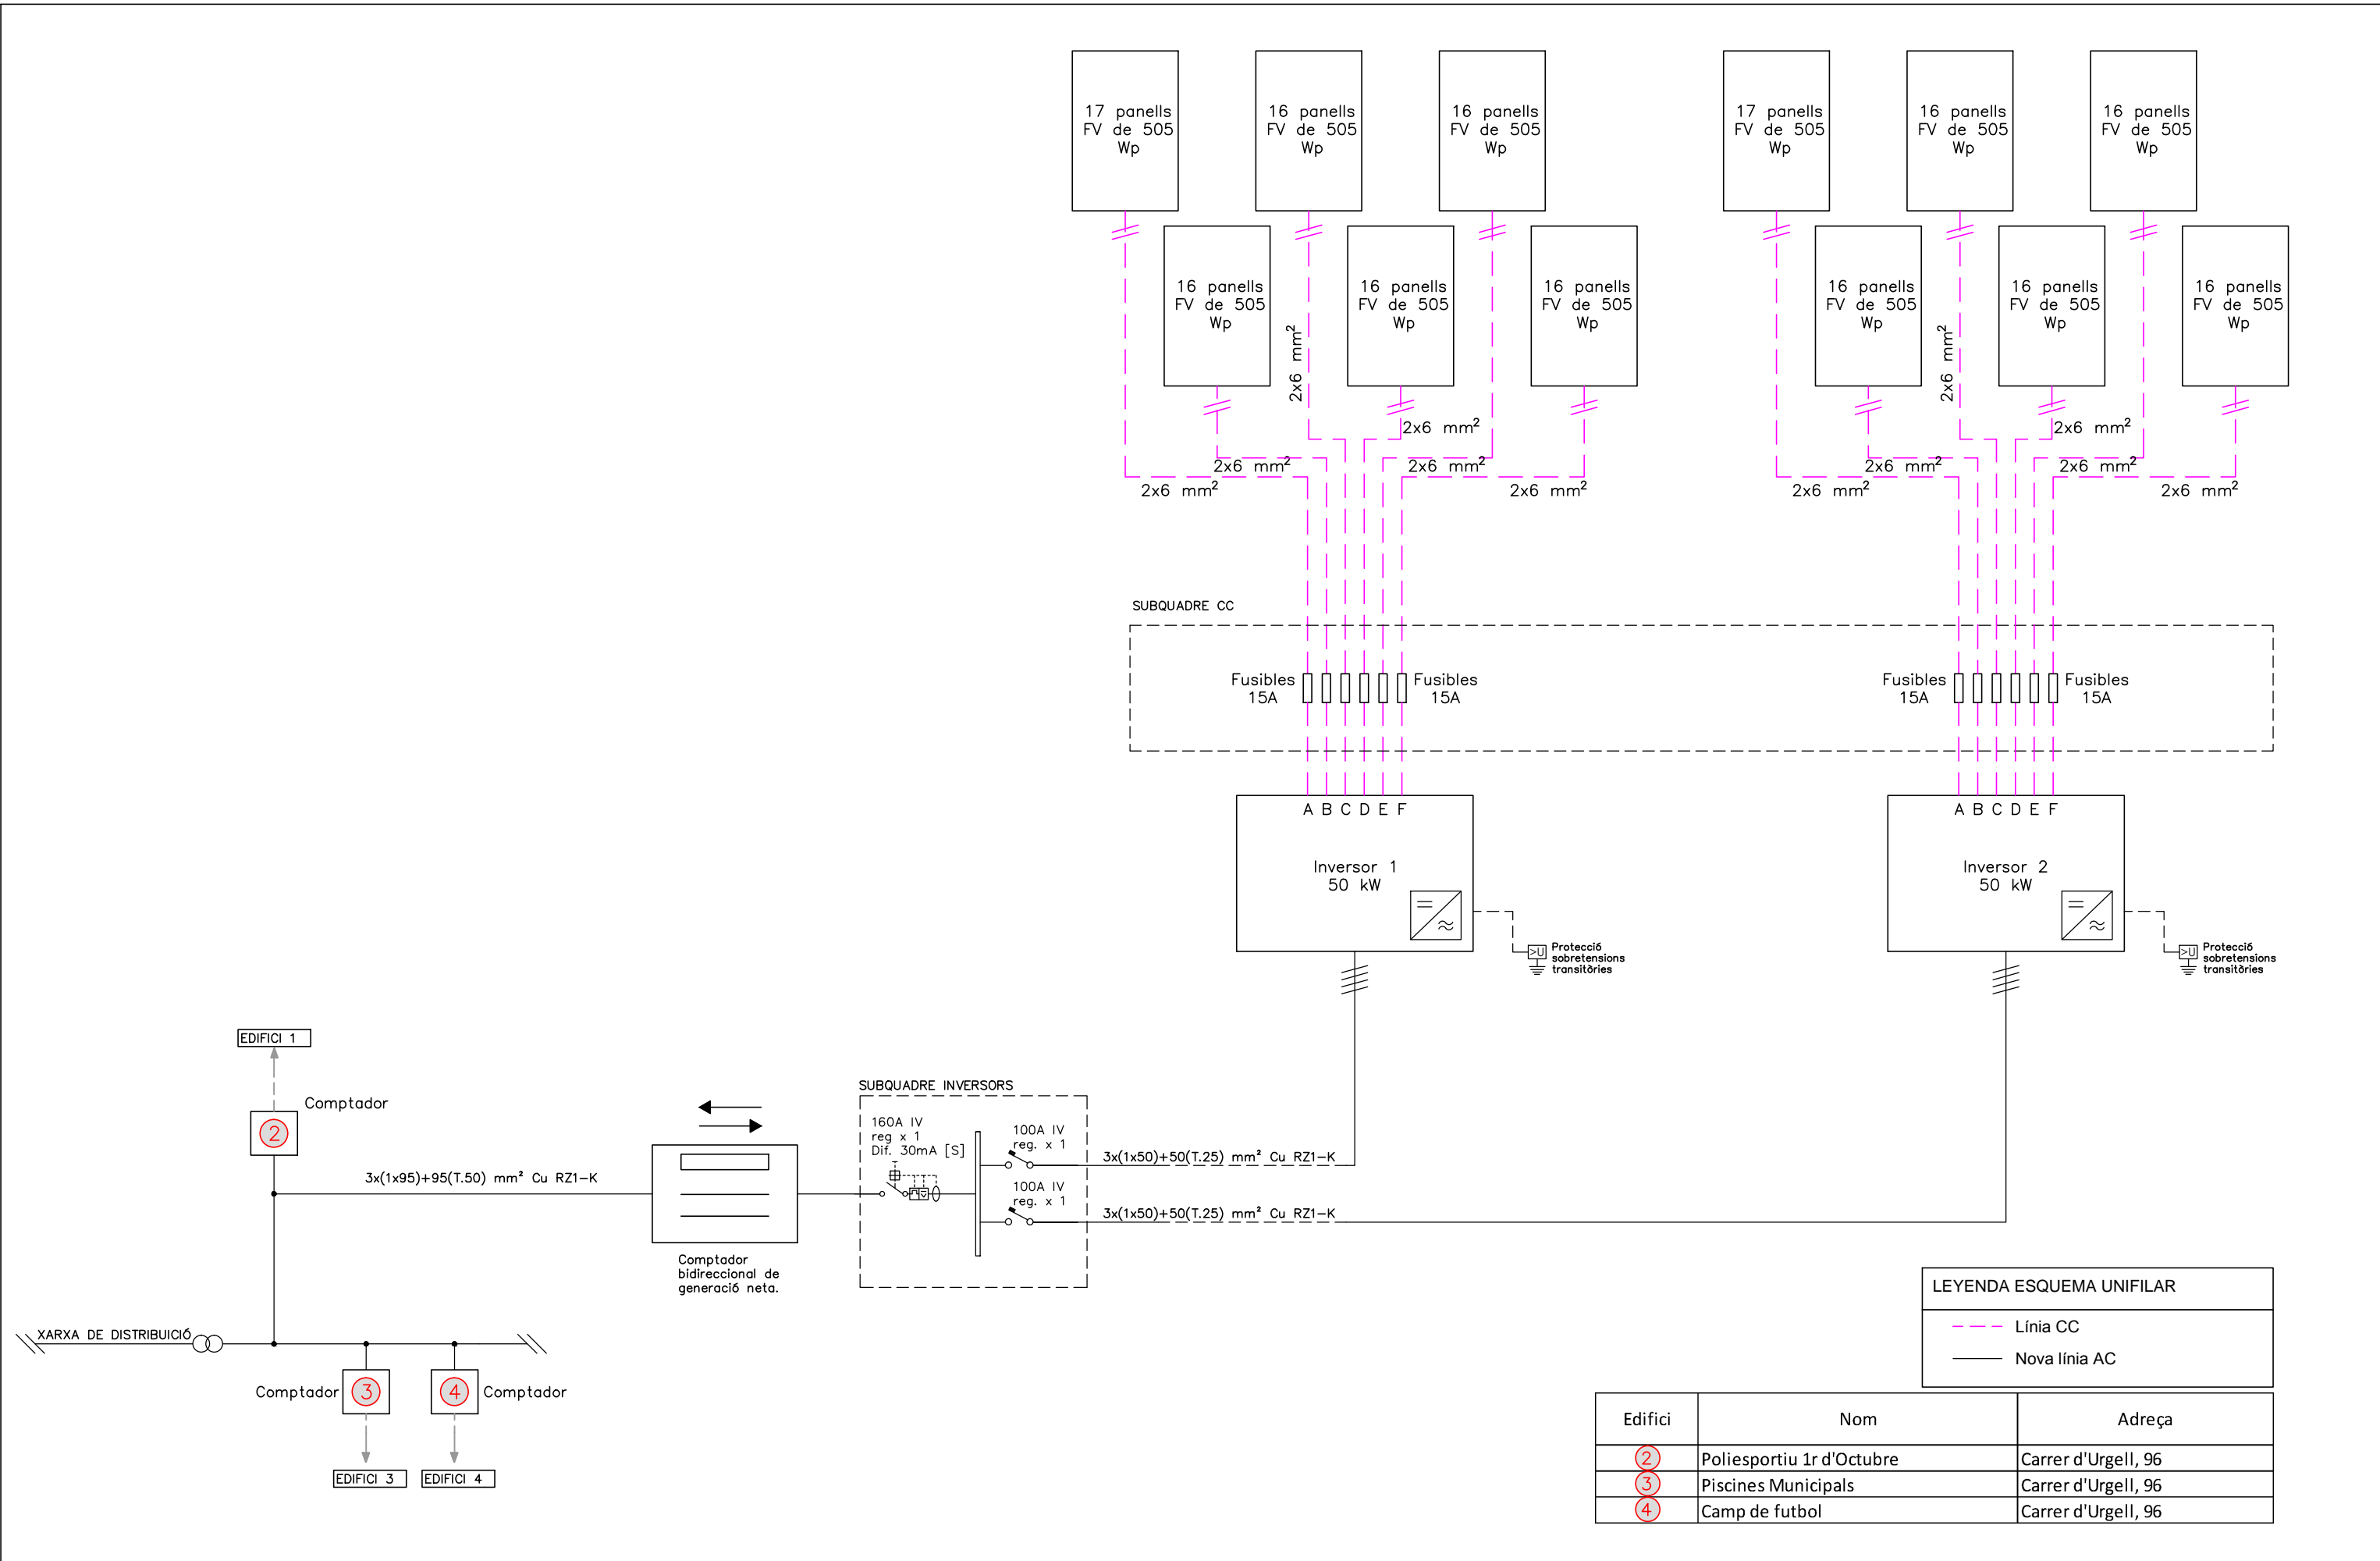 17 panells
FV de 505
Wp
16 panells
FV de 505
Wp
16 panells
FV de 505
Wp
17 panells
FV de 505
Wp
16 panells
FV de 505
Wp
16 panells
FV de 505
Wp
16 panells
FV de 505
Wp
16 panells
FV de 505
Wp
16 panells
FV de 505
Wp
16 panells
FV de 505
Wp
16 panells
FV de 505
Wp
16 panells
FV de 505
Wp
2x6 mm²
2x6 mm²
2x6 mm²
2x6 mm²
2x6 mm²
2x6 mm²
2x6 mm²
2x6 mm²
2x6 mm²
2x6 mm²
2x6 mm²
2x6 mm²
SUBQUADRE CC
Fusibles
15A
Fusibles
15A
Fusibles
15A
Fusibles
15A
A B C D E F
Inversor 1
50 kW
A B C D E F
Inversor 2
50 kW
>U
Protecció
sobretensions
transitòries
>U
Protecció
sobretensions
transitòries
EDIFICI 1
Comptador
2
SUBQUADRE INVERSORS
160A IV
reg x 1
Dif. 30mA [S]
100A IV
reg. x 1
100A IV
reg. x 1
3x(1x50)+50(T.25) mm² Cu RZ1-K
3x(1x50)+50(T.25) mm² Cu RZ1-K
3x(1x95)+95(T.50) mm² Cu RZ1-K
Comptador
bidireccional de
generació neta.
XARXA DE DISTRIBUICIÓ
Comptador
3
4
Comptador
EDIFICI 3
EDIFICI 4
LEYENDA ESQUEMA UNIFILAR
Línia CC
Nova línia AC
Edifici Nom Adreça
2 Poliesportiu 1r d'Octubre Carrer d'Urgell, 96
3 Piscines Municipals Carrer d'Urgell, 96
4 Camp de futbol Carrer d'Urgell, 96